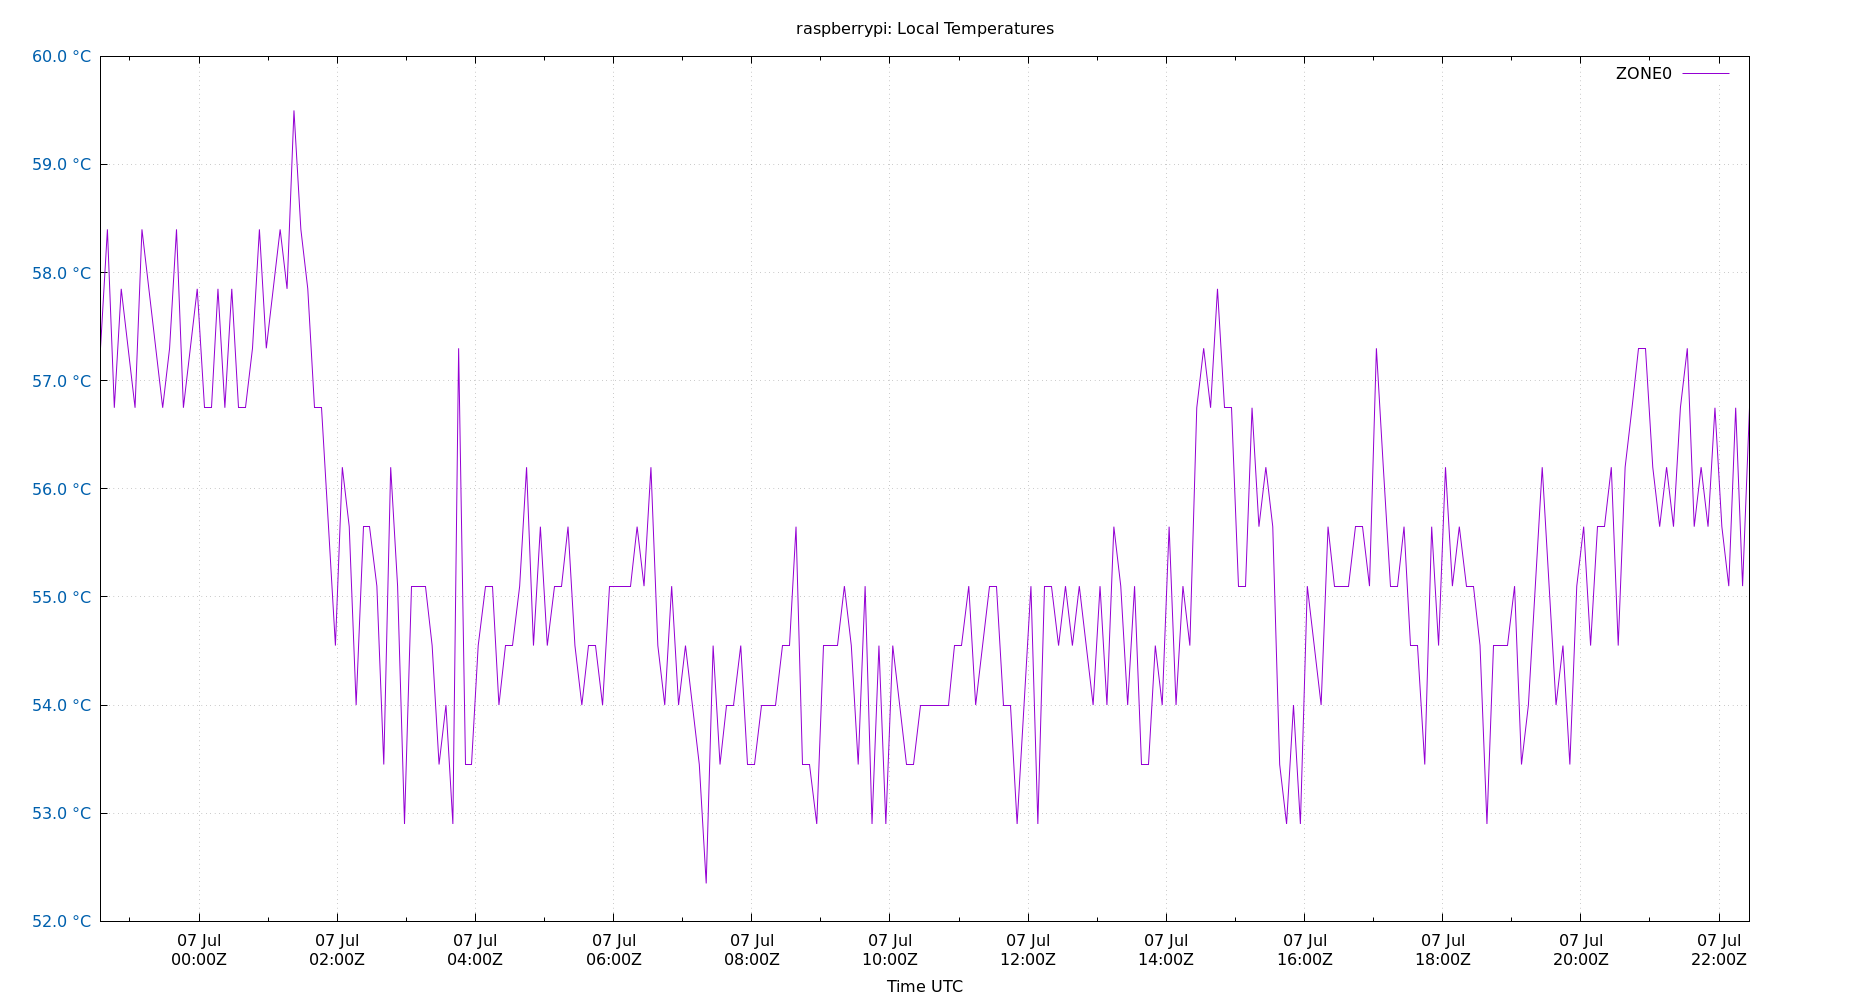 raspberrypi: Local Temperatures
60.0 °C
ZONE0
59.0 °C
58.0 °C
57.0 °C
56.0 °C
55.0 °C
54.0 °C
53.0 °C
52.0 °C
07 Jul 07 Jul 07 Jul 07 Jul 07 Jul 07 Jul 07 Jul 07 Jul 07 Jul 07 Jul 07 Jul 07 Jul
00:00Z 02:00Z 04:00Z 06:00Z 08:00Z 10:00Z 12:00Z 14:00Z 16:00Z 18:00Z 20:00Z 22:00Z
Time UTC